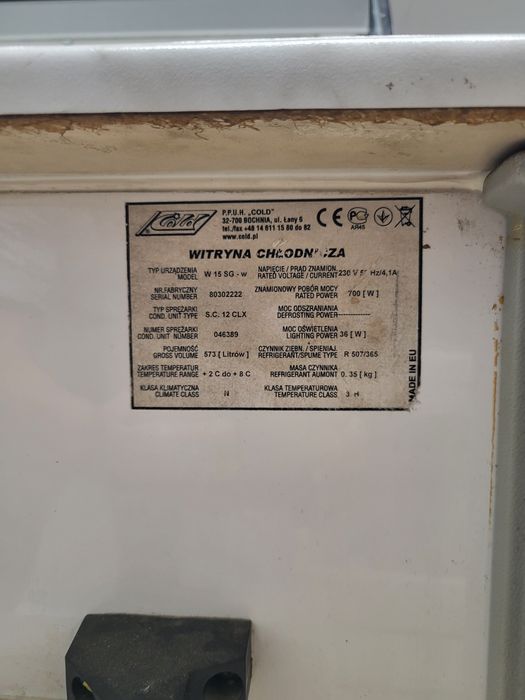 Cold
P.P.U.H. „COLD”
32-700 BOCHNIA, ul. Łany 6
tel./fax +48 14 611 15 80 do 82
www.cold.pl
CE PC AR46
WITRYNA CHŁODNICZA
TYP URZĄDZENIA MODEL W 15 SG - w
NAPIĘCIE / PRĄD ZNAMION. RATED VOLTAGE / CURRENT 230 V Hz/4,1A
NR.FABRYCZNY SERIAL NUMBER 80302222
ZNAMIONOWY POBÓR MOCY RATED POWER 700 [ W ]
TYP SPRĘŻARKI COND. UNIT TYPE S.C. 12 CLX
MOC ODSZRANIANIA DEFROSTING POWER ------------
NUMER SPRĘŻARKI COND. UNIT NUMBER 046389
MOC OŚWIETLENIA LIGHTING POWER 36 [ W ]
POJEMNOŚĆ GROSS VOLUME 573 [ Litrów ]
CZYNNIK ZIĘBN. / SPIENIAJ. REFRIGERANT/SPUME TYPE R 507/365
ZAKRES TEMPERATUR TEMPERATURE RANGE + 2 C do + 8 C
MASA CZYNNIKA REFRIGERANT AUMONT 0. 35 [ kg ]
KLASA KLIMATYCZNA CLIMATE CLASS N
KLASA TEMPERATUROWA TEMPERATURE CLASS 3 H
MADE IN EU